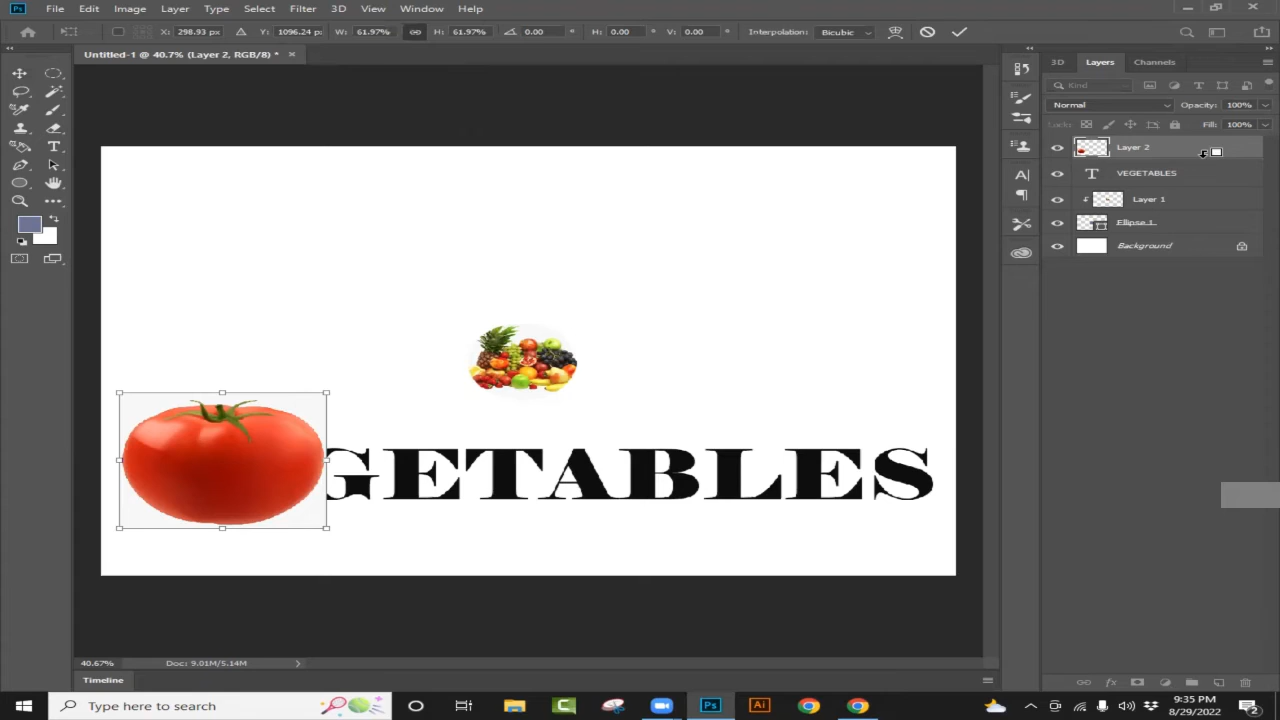 Ps File Edit Image Layer Type Select Filter 3D View Window Help
X: 298.93 px Y: 1096.24 px W: 61.97% H: 61.97% 0.00 ° H: 0.00 ° V: 0.00 ° Interpolation: Bicubic
Untitled-1 @ 40.7% (Layer 2, RGB/8) * ×
3D Layers Channels
Kind
Normal Opacity: 100%
Fill: 100%
Layer 2
VEGETABLES
Layer 1
Ellipse 1
Background
GETABLES
40.67% Doc: 9.01M/5.14M
Timeline
Type here to search
Ps Ai
9:35 PM
8/29/2022
2